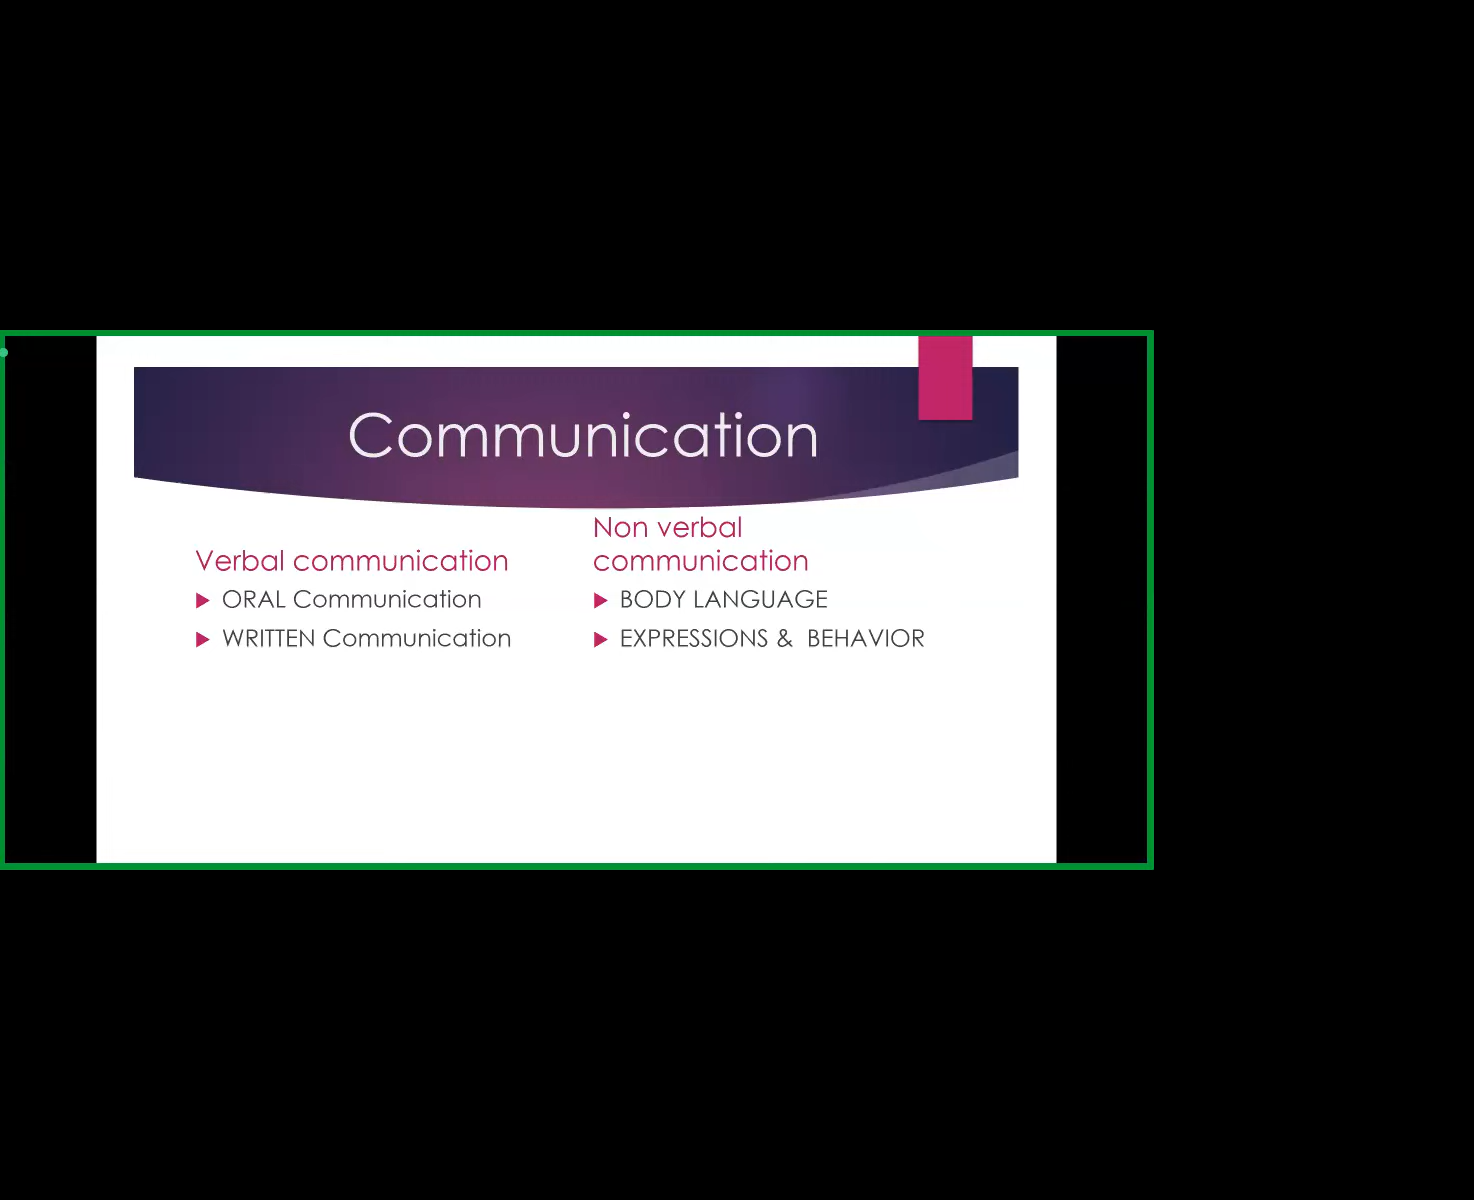 Communication
Verbal communication
ORAL Communication
WRITTEN Communication
Non verbal
communication
BODY LANGUAGE
EXPRESSIONS &  BEHAVIOR